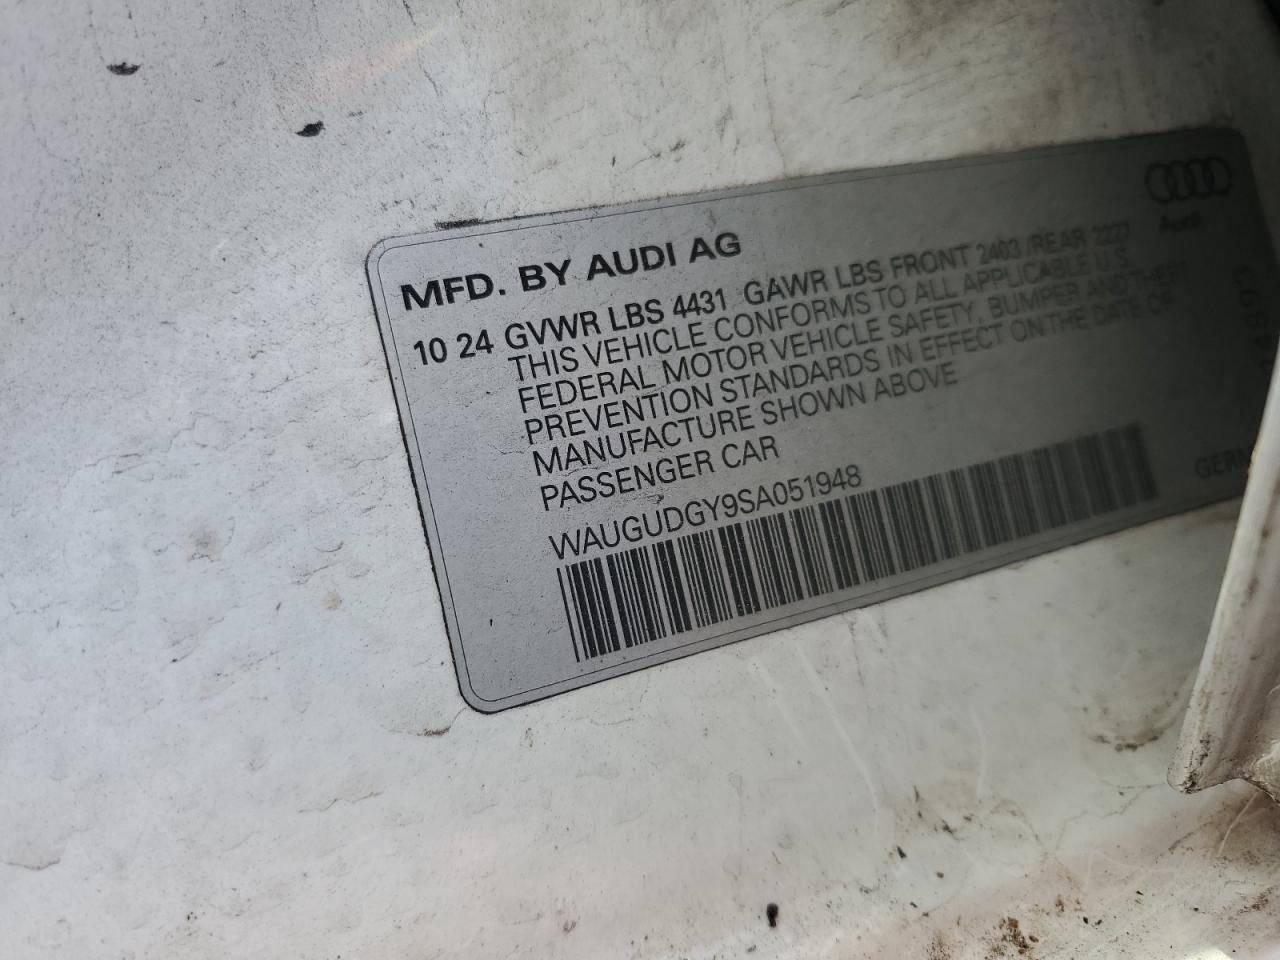 Audi
MFD. BY AUDI AG
10 24 GVWR LBS 4431 GAWR LBS FRONT 2403 /REAR 2227
THIS VEHICLE CONFORMS TO ALL APPLICABLE U.S.
FEDERAL MOTOR VEHICLE SAFETY, BUMPER AND THEFT
PREVENTION STANDARDS IN EFFECT ON THE DATE OF
MANUFACTURE SHOWN ABOVE
PASSENGER CAR
WAUGUDGY9SA051948